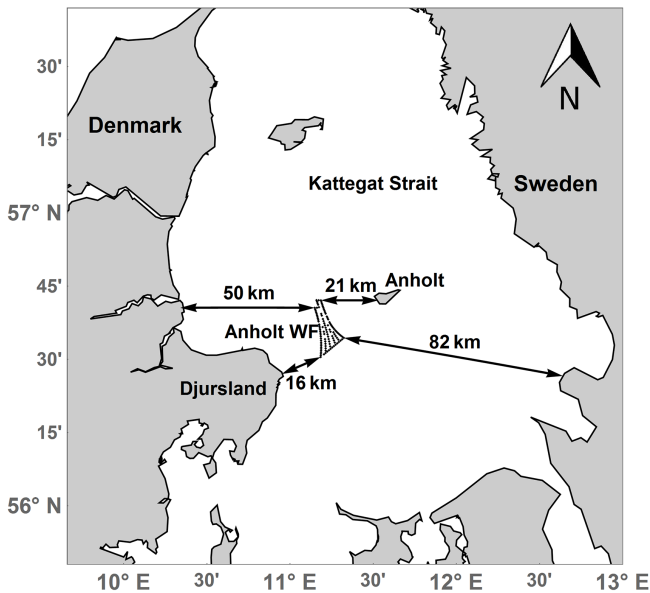 30'
N
Denmark
15'
Kattegat Strait
Sweden
57° N
45'
50 km
21 km
Anholt
Anholt WF
82 km
30'
16 km
Djursland
15'
56° N
10° E
30'
11° E
30'
12° E
30'
13° E